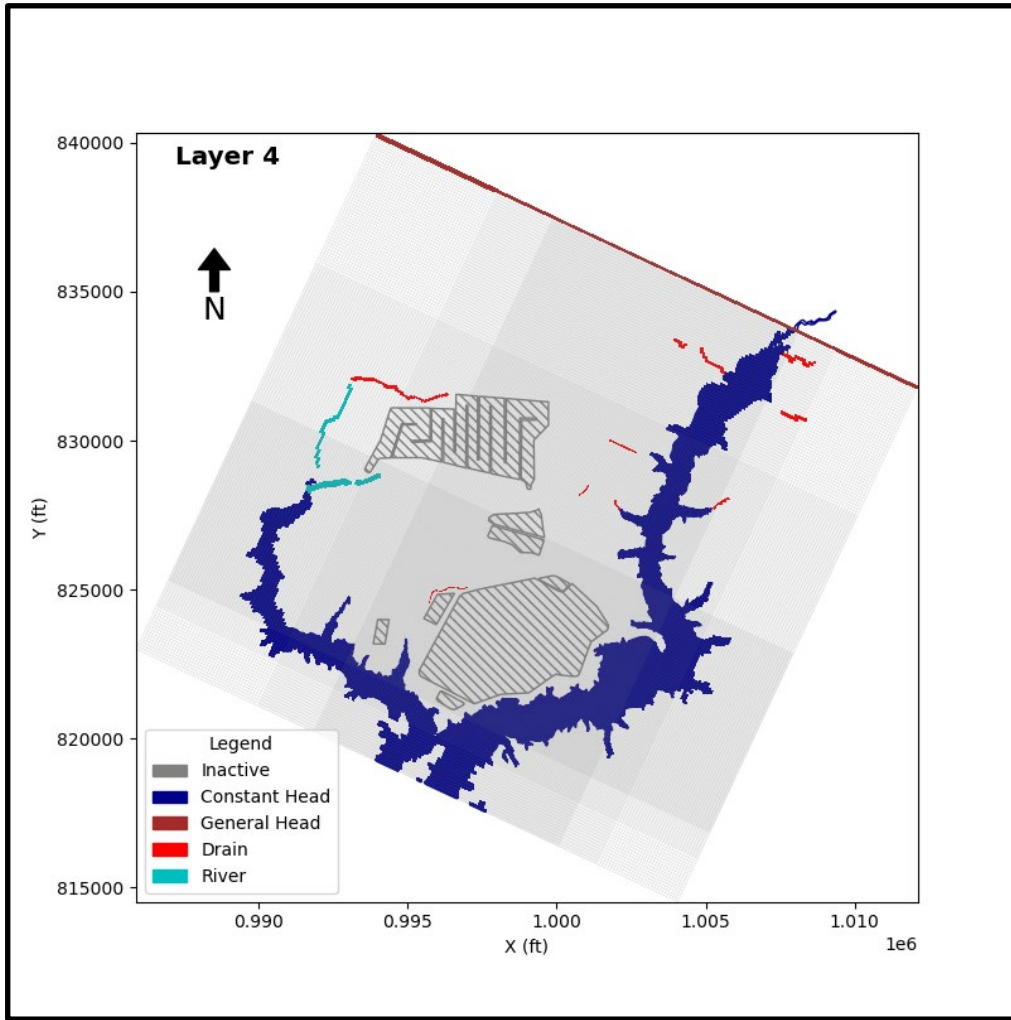 Layer 4
N
840000
835000
830000
825000
820000
815000
Y (ft)
Legend
Inactive
Constant Head
General Head
Drain
River
0.990
0.995
1.000
1.005
1.010
1e6
X (ft)